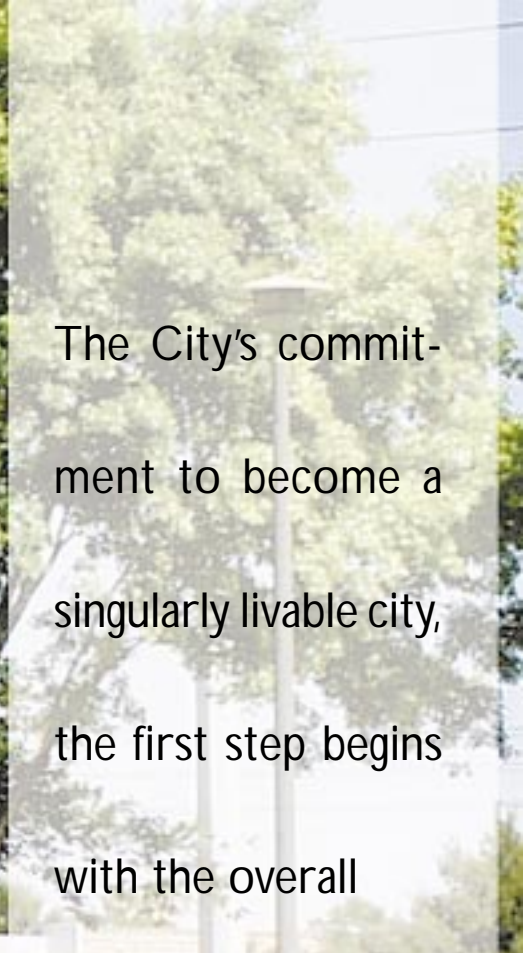 The City's commit-
ment to become a
singularly livable city,
the first step begins
with the overall